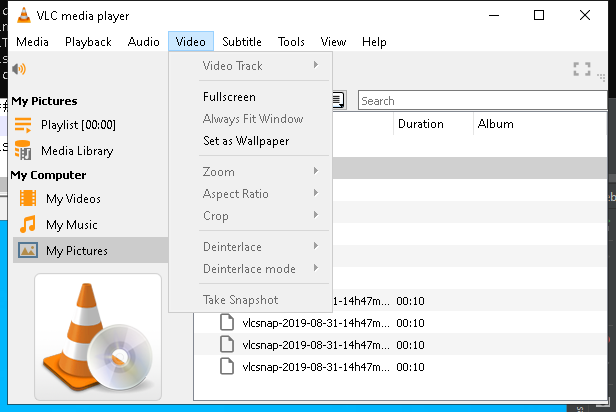 VLC media player
Media Playback Audio Video Subtitle Tools View Help
Video Track
Fullscreen
Always Fit Window
Set as Wallpaper
Zoom
Aspect Ratio
Crop
Deinterlace
Deinterlace mode
Take Snapshot
My Pictures
Playlist [00:00]
Media Library
My Computer
My Videos
My Music
My Pictures
Search
Duration Album
-31-14h47m... 00:10
vlcsnap-2019-08-31-14h47m... 00:10
vlcsnap-2019-08-31-14h47m... 00:10
vlcsnap-2019-08-31-14h47m... 00:10